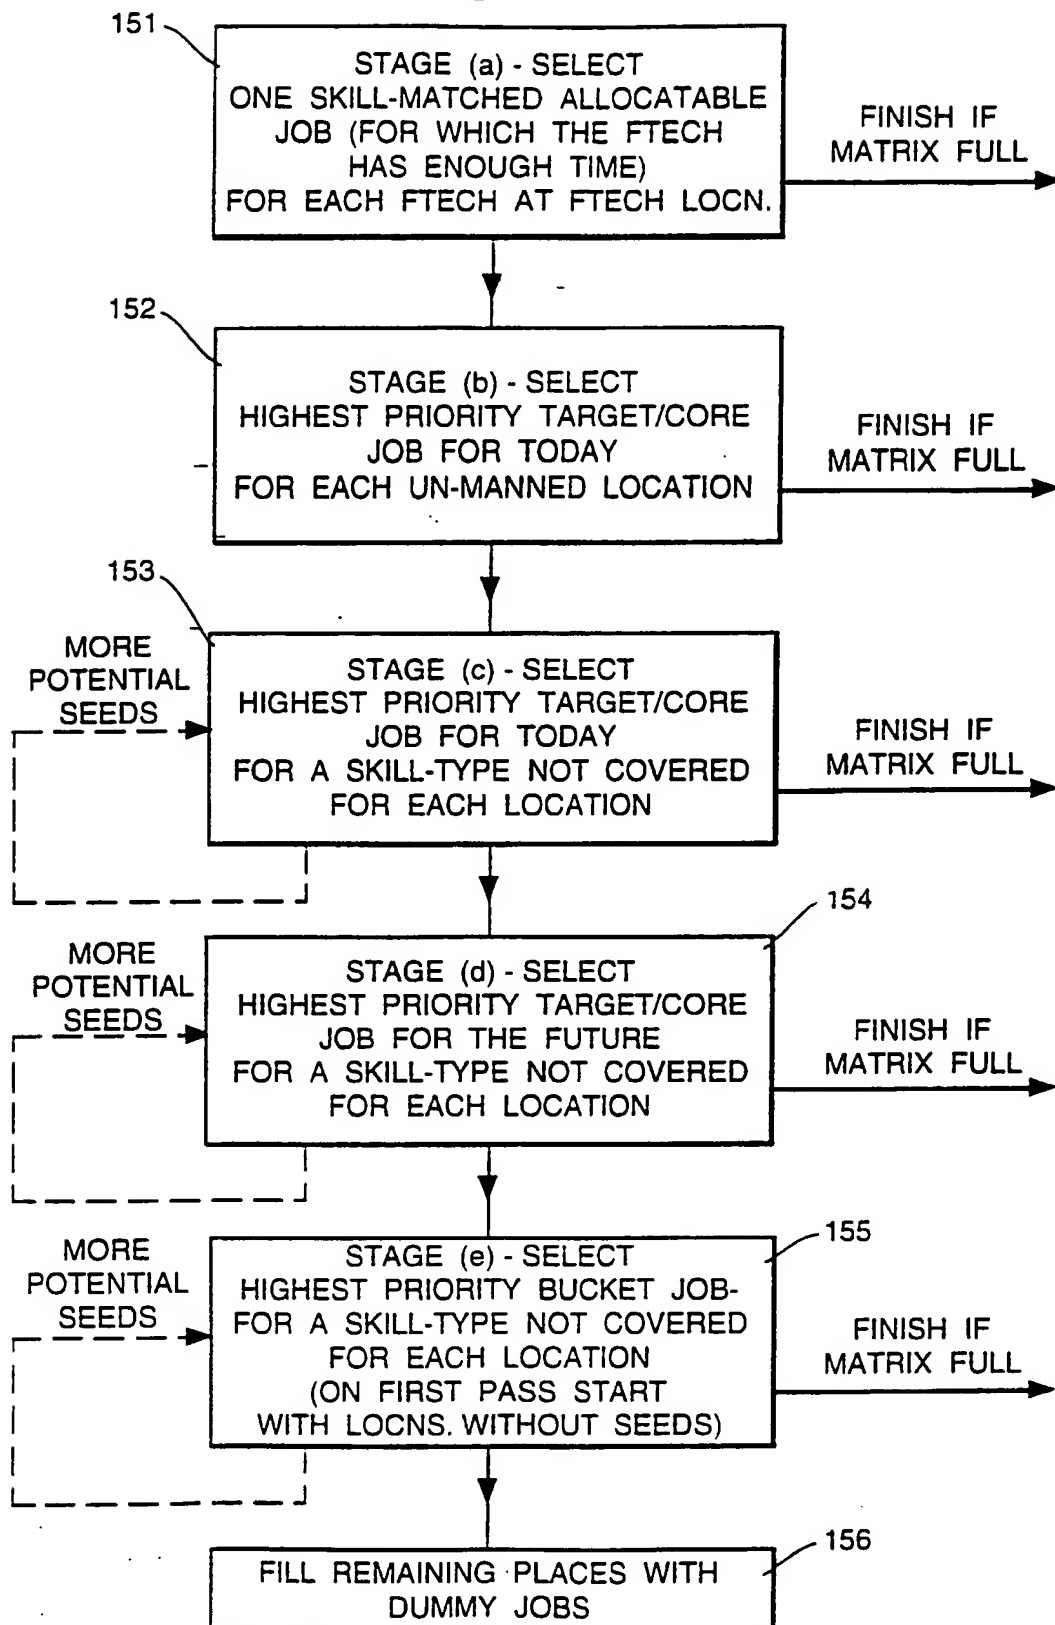 151
STAGE (a) - SELECT
ONE SKILL-MATCHED ALLOCATABLE
JOB (FOR WHICH THE FTECH
HAS ENOUGH TIME)
FOR EACH FTECH AT FTECH LOCN.
FINISH IF
MATRIX FULL
152
STAGE (b) - SELECT
HIGHEST PRIORITY TARGET/CORE
JOB FOR TODAY
FOR EACH UN-MANNED LOCATION
FINISH IF
MATRIX FULL
153
MORE
POTENTIAL
SEEDS
STAGE (c) - SELECT
HIGHEST PRIORITY TARGET/CORE
JOB FOR TODAY
FOR A SKILL-TYPE NOT COVERED
FOR EACH LOCATION
FINISH IF
MATRIX FULL
154
MORE
POTENTIAL
SEEDS
STAGE (d) - SELECT
HIGHEST PRIORITY TARGET/CORE
JOB FOR THE FUTURE
FOR A SKILL-TYPE NOT COVERED
FOR EACH LOCATION
FINISH IF
MATRIX FULL
155
MORE
POTENTIAL
SEEDS
STAGE (e) - SELECT
HIGHEST PRIORITY BUCKET JOB-
FOR A SKILL-TYPE NOT COVERED
FOR EACH LOCATION
(ON FIRST PASS START
WITH LOCNS. WITHOUT SEEDS)
FINISH IF
MATRIX FULL
156
FILL REMAINING PLACES WITH
DUMMY JOBS